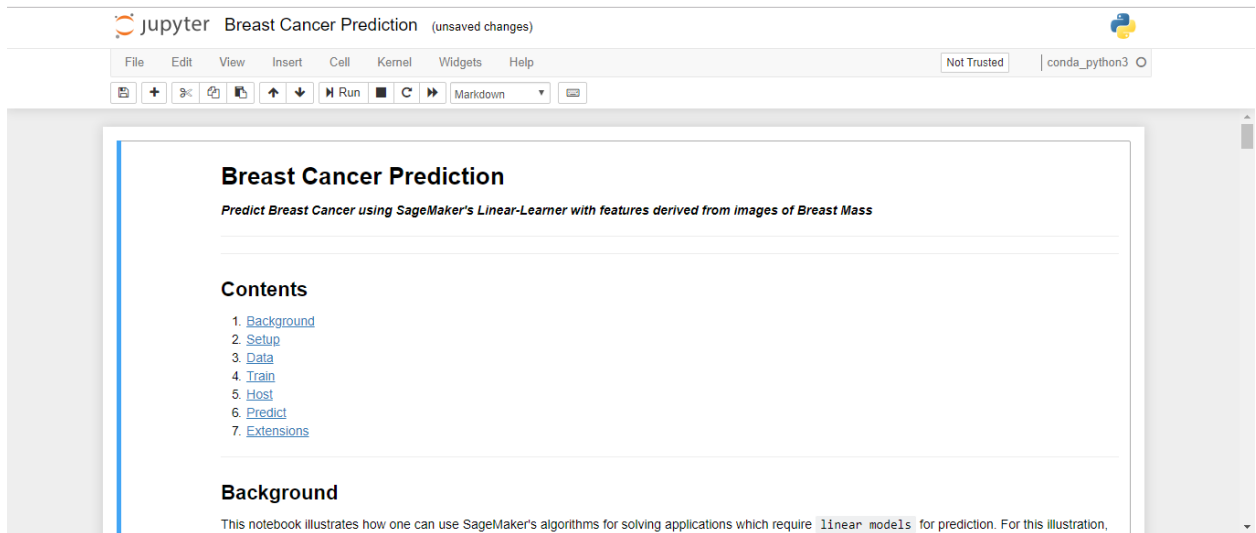 jupyter Breast Cancer Prediction (unsaved changes)
File Edit View Insert Cell Kernel Widgets Help Not Trusted conda_python3
Run Markdown
Breast Cancer Prediction
Predict Breast Cancer using SageMaker's Linear-Learner with features derived from images of Breast Mass
Contents
1. Background
2. Setup
3. Data
4. Train
5. Host
6. Predict
7. Extensions
Background
This notebook illustrates how one can use SageMaker's algorithms for solving applications which require linear models for prediction. For this illustration,